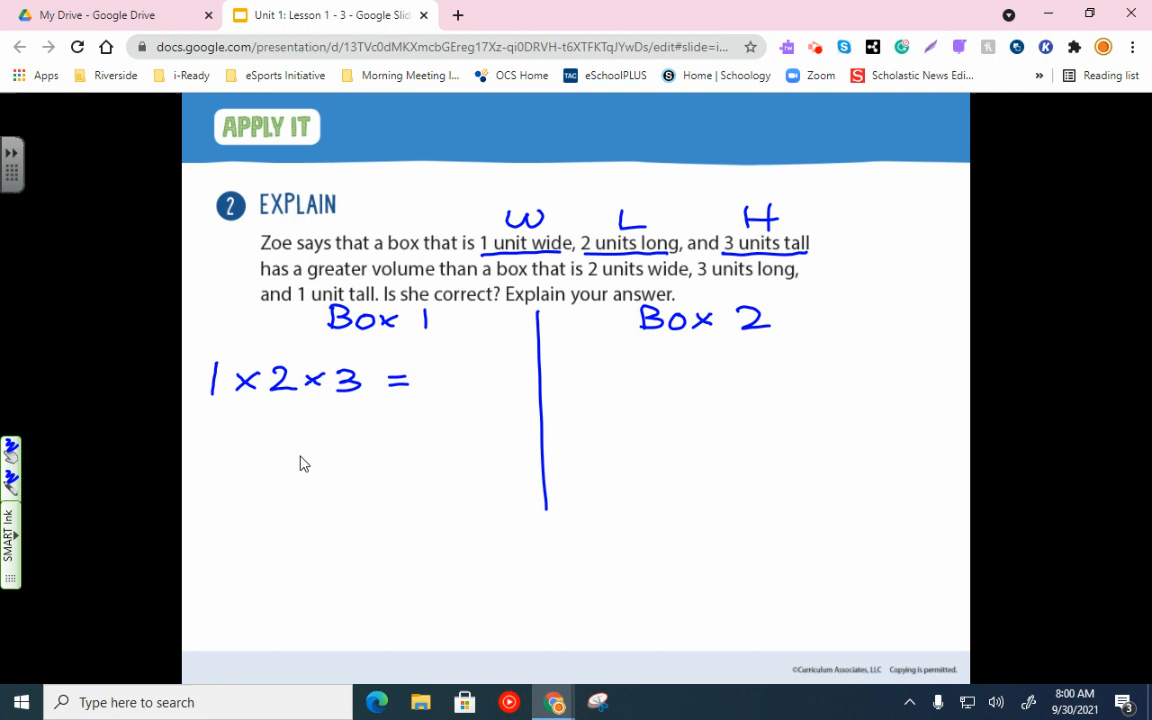 My Drive - Google Drive
Unit 1: Lesson 1 - 3 - Google Slid
docs.google.com/presentation/d/13TVc0dMKXmcbGEreg17Xz-qi0DRVH-t6XTFKTqJYwDs/edit#slide=i...
Apps Riverside i-Ready eSports Initiative Morning Meeting I... OCS Home TAC eSchoolPLUS S Home | Schoology Zoom S Scholastic News Edi... » Reading list
APPLY IT
2 EXPLAIN
W L H
Zoe says that a box that is 1 unit wide, 2 units long, and 3 units tall
has a greater volume than a box that is 2 units wide, 3 units long,
and 1 unit tall. Is she correct? Explain your answer.
Box 1 Box 2
1 × 2 × 3 =
SMART Ink
©Curriculum Associates, LLC Copying is permitted.
Type here to search
8:00 AM
9/30/2021
3